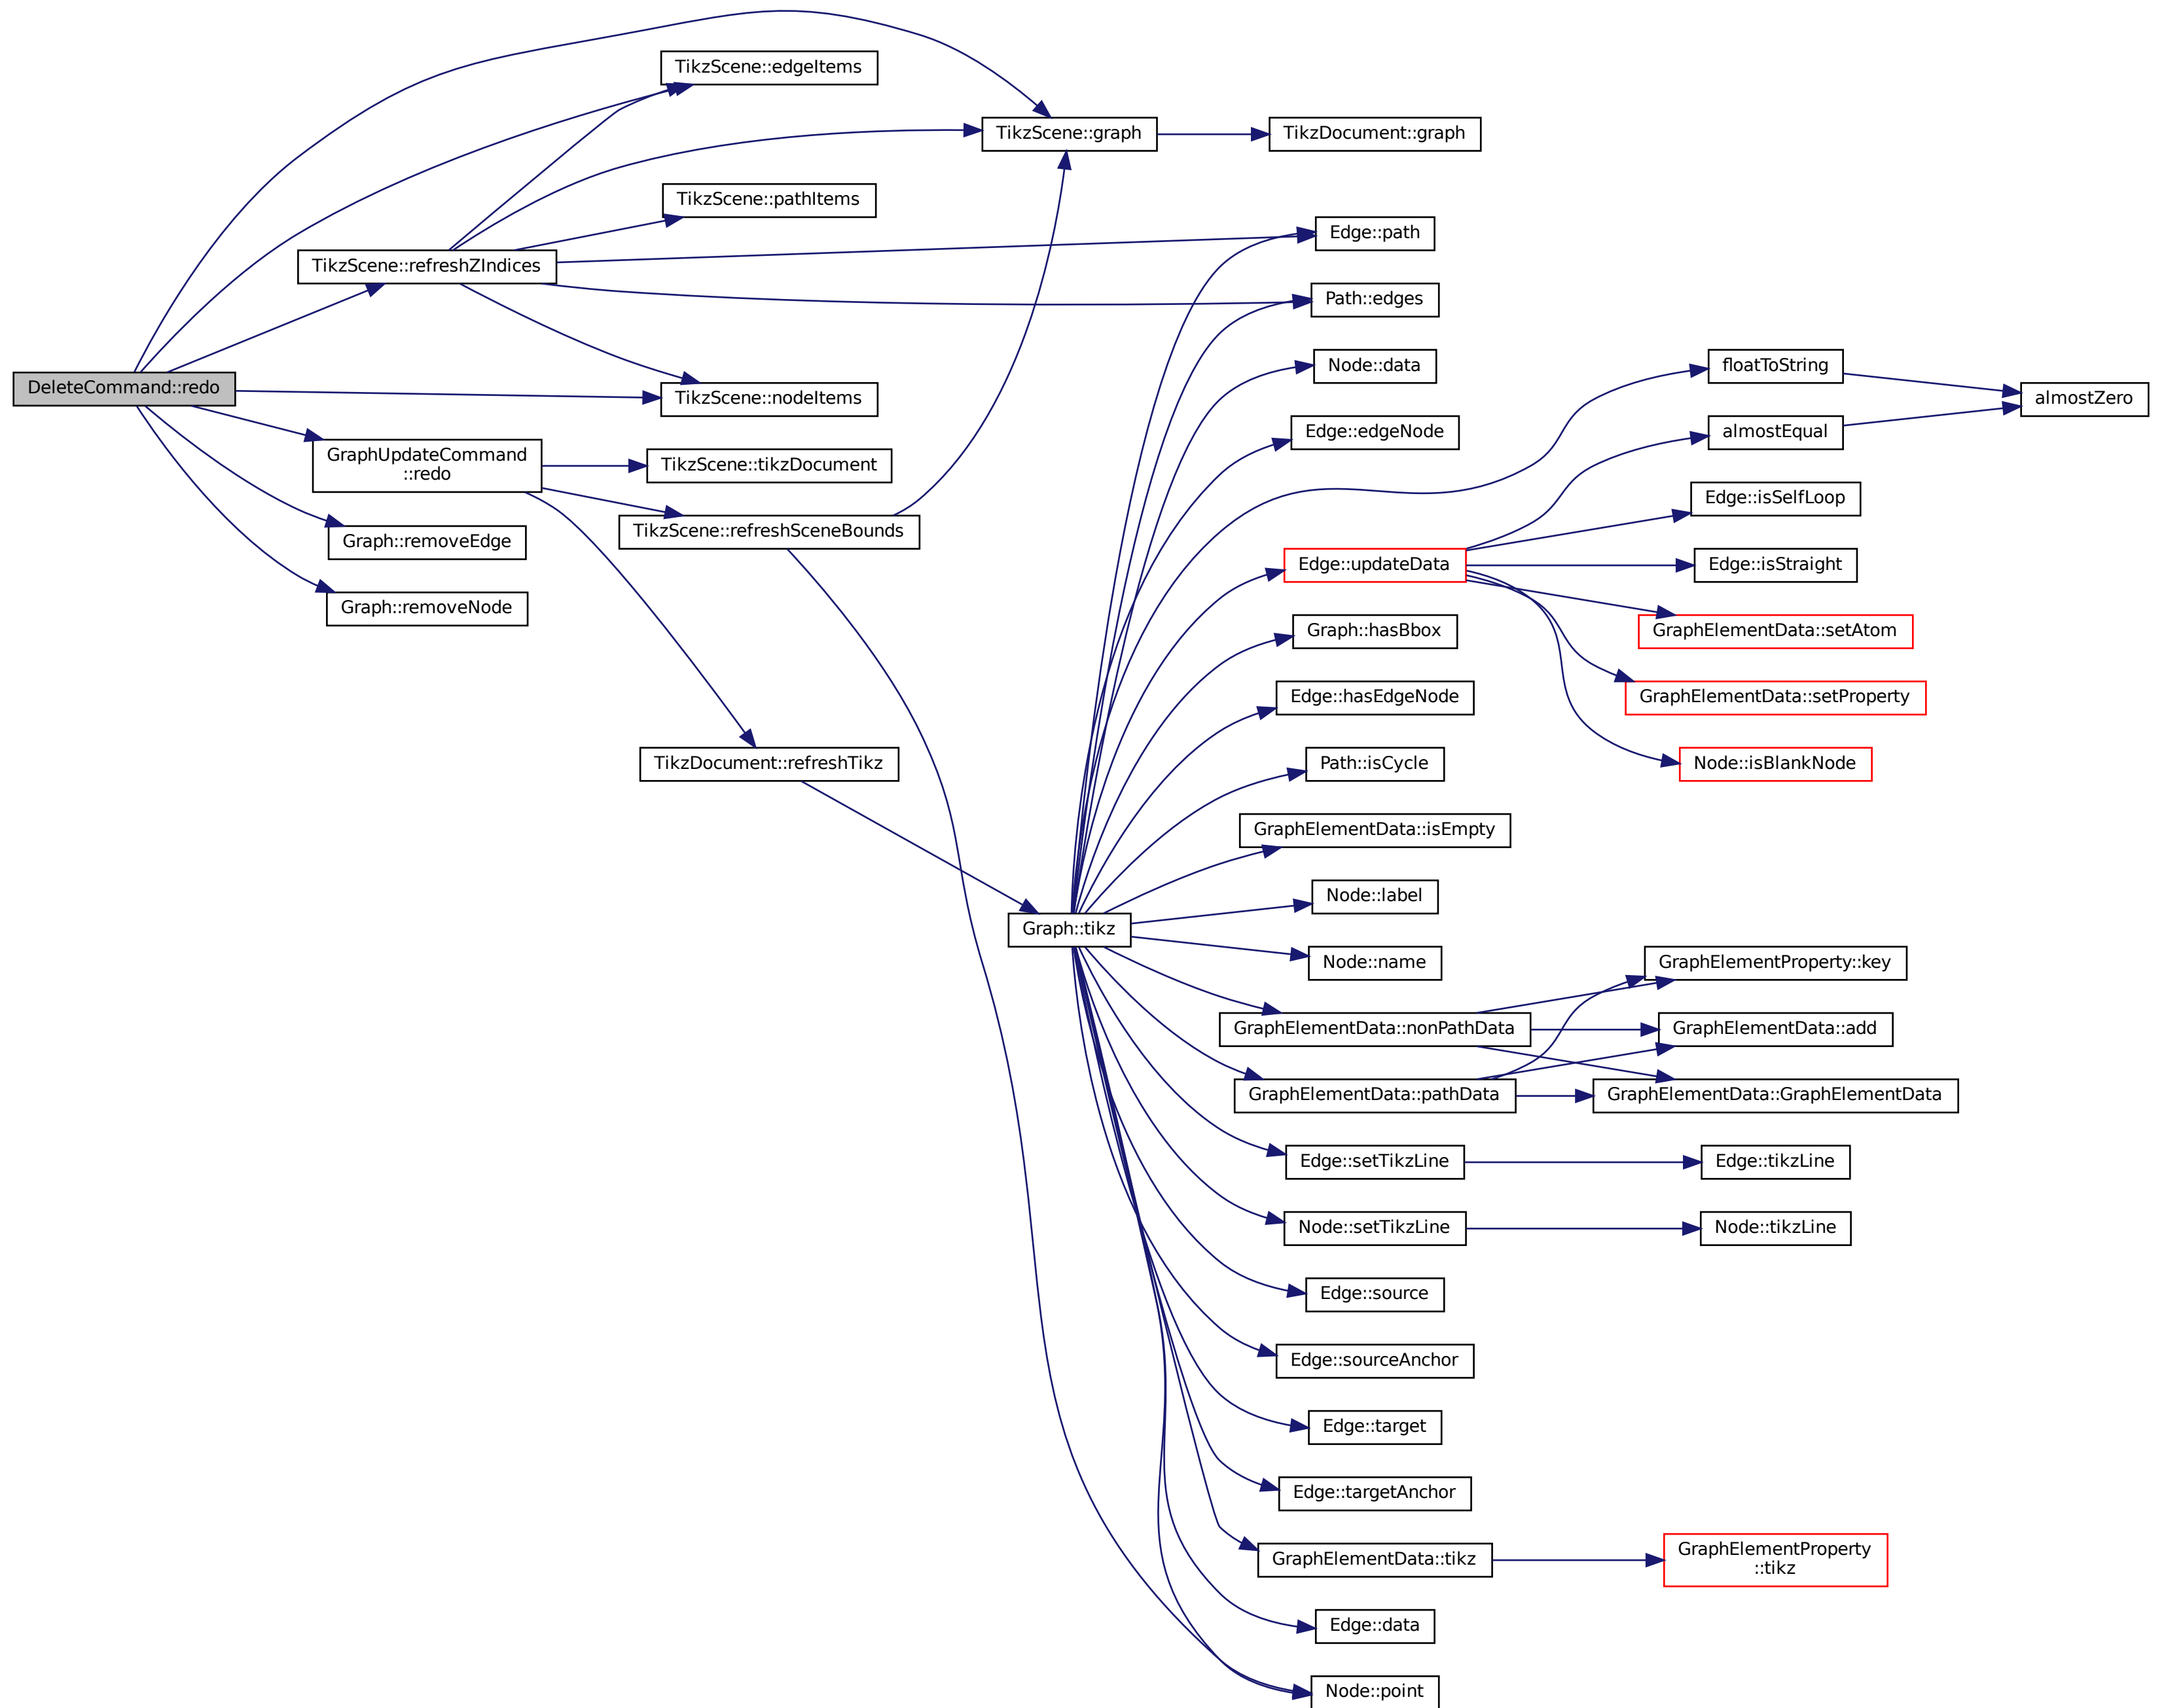 DeleteCommand::redo
TikzScene::edgeItems
TikzScene::graph
TikzDocument::graph
TikzScene::pathItems
Edge::path
TikzScene::refreshZIndices
Path::edges
Node::data
floatToString
TikzScene::nodeItems
almostZero
Edge::edgeNode
almostEqual
GraphUpdateCommand
::redo
TikzScene::tikzDocument
Edge::isSelfLoop
TikzScene::refreshSceneBounds
Graph::removeEdge
Edge::updateData
Edge::isStraight
Graph::removeNode
Graph::hasBbox
GraphElementData::setAtom
Edge::hasEdgeNode
GraphElementData::setProperty
TikzDocument::refreshTikz
Path::isCycle
Node::isBlankNode
GraphElementData::isEmpty
Node::label
Graph::tikz
Node::name
GraphElementProperty::key
GraphElementData::nonPathData
GraphElementData::add
GraphElementData::pathData
GraphElementData::GraphElementData
Edge::setTikzLine
Edge::tikzLine
Node::setTikzLine
Node::tikzLine
Edge::source
Edge::sourceAnchor
Edge::target
Edge::targetAnchor
GraphElementData::tikz
GraphElementProperty
::tikz
Edge::data
Node::point